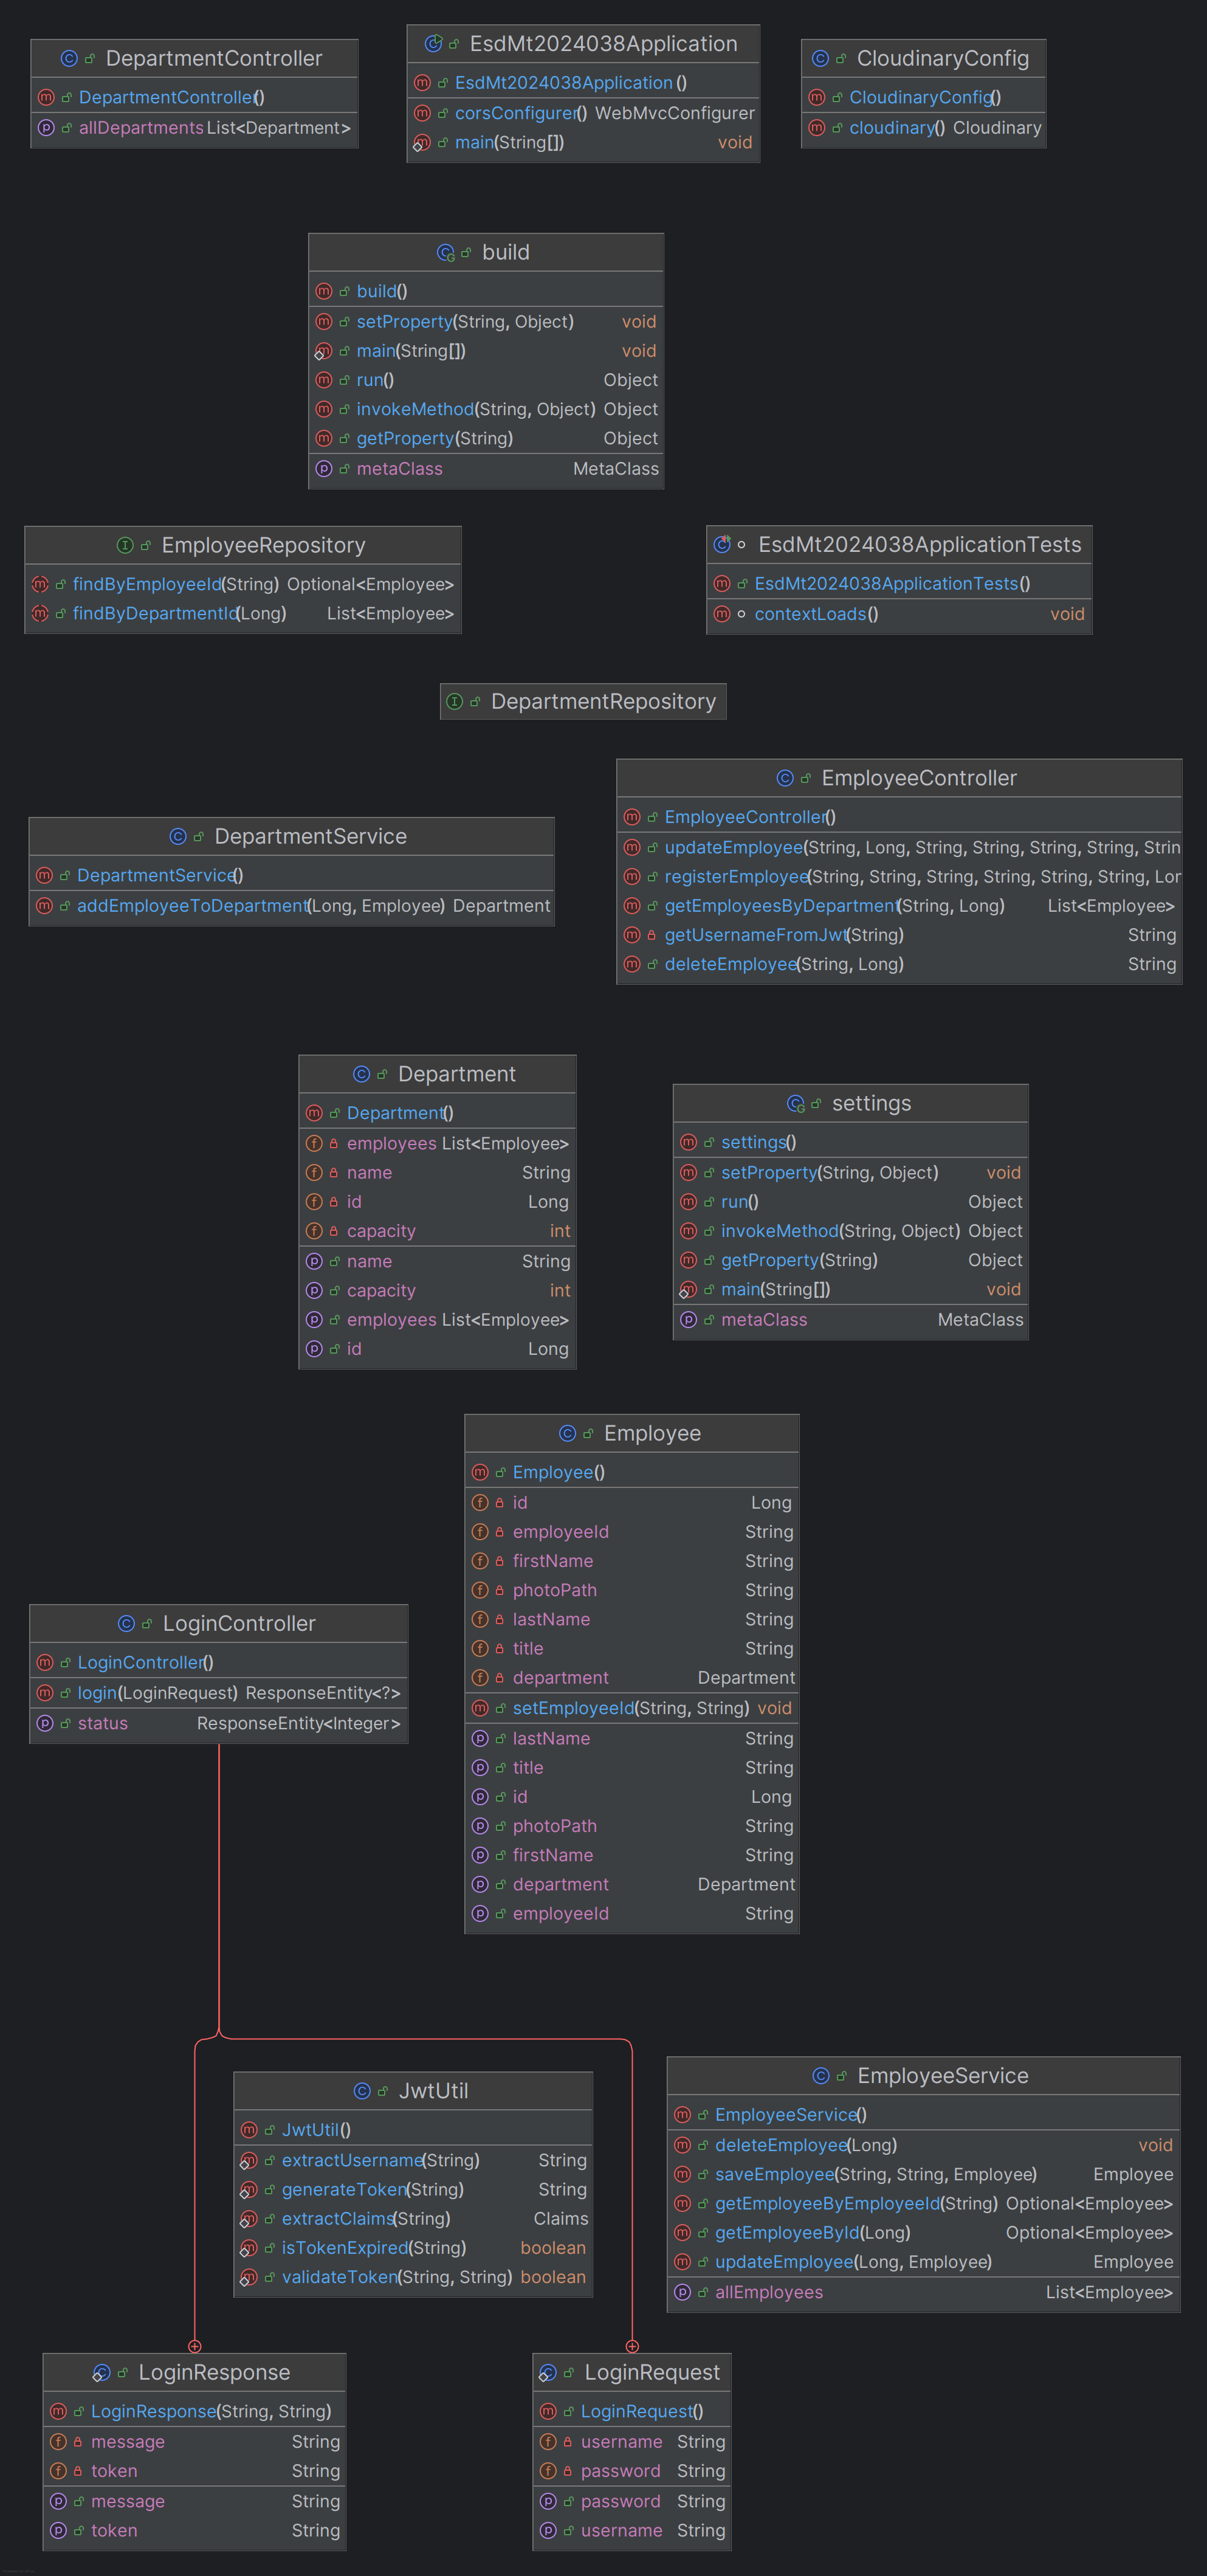 DepartmentController
DepartmentController()
allDepartments List<Department>
EsdMt2024038Application
EsdMt2024038Application()
corsConfigurer() WebMvcConfigurer
main(String[]) void
CloudinaryConfig
CloudinaryConfig()
cloudinary() Cloudinary
build
build()
setProperty(String, Object) void
main(String[]) void
run() Object
invokeMethod(String, Object) Object
getProperty(String) Object
metaClass MetaClass
EmployeeRepository
findByEmployeeId(String) Optional<Employee>
findByDepartmentId(Long) List<Employee>
EsdMt2024038ApplicationTests
EsdMt2024038ApplicationTests()
contextLoads() void
DepartmentRepository
EmployeeController
EmployeeController()
updateEmployee(String, Long, String, String, String, String, Strin
registerEmployee(String, String, String, String, String, String, Lor
getEmployeesByDepartment(String, Long) List<Employee>
getUsernameFromJwt(String) String
deleteEmployee(String, Long) String
DepartmentService
DepartmentService()
addEmployeeToDepartment(Long, Employee) Department
Department
Department()
employees List<Employee>
name String
id Long
capacity int
name String
capacity int
employees List<Employee>
id Long
settings
settings()
setProperty(String, Object) void
run() Object
invokeMethod(String, Object) Object
getProperty(String) Object
main(String[]) void
metaClass MetaClass
Employee
Employee()
id Long
employeeId String
firstName String
photoPath String
lastName String
title String
department Department
setEmployeeId(String, String) void
lastName String
title String
id Long
photoPath String
firstName String
department Department
employeeId String
LoginController
LoginController()
login(LoginRequest) ResponseEntity<?>
status ResponseEntity<Integer>
JwtUtil
JwtUtil()
extractUsername(String) String
generateToken(String) String
extractClaims(String) Claims
isTokenExpired(String) boolean
validateToken(String, String) boolean
EmployeeService
EmployeeService()
deleteEmployee(Long) void
saveEmployee(String, String, Employee) Employee
getEmployeeByEmployeeId(String) Optional<Employee>
getEmployeeById(Long) Optional<Employee>
updateEmployee(Long, Employee) Employee
allEmployees List<Employee>
LoginResponse
LoginResponse(String, String)
message String
token String
message String
token String
LoginRequest
LoginRequest()
username String
password String
password String
username String